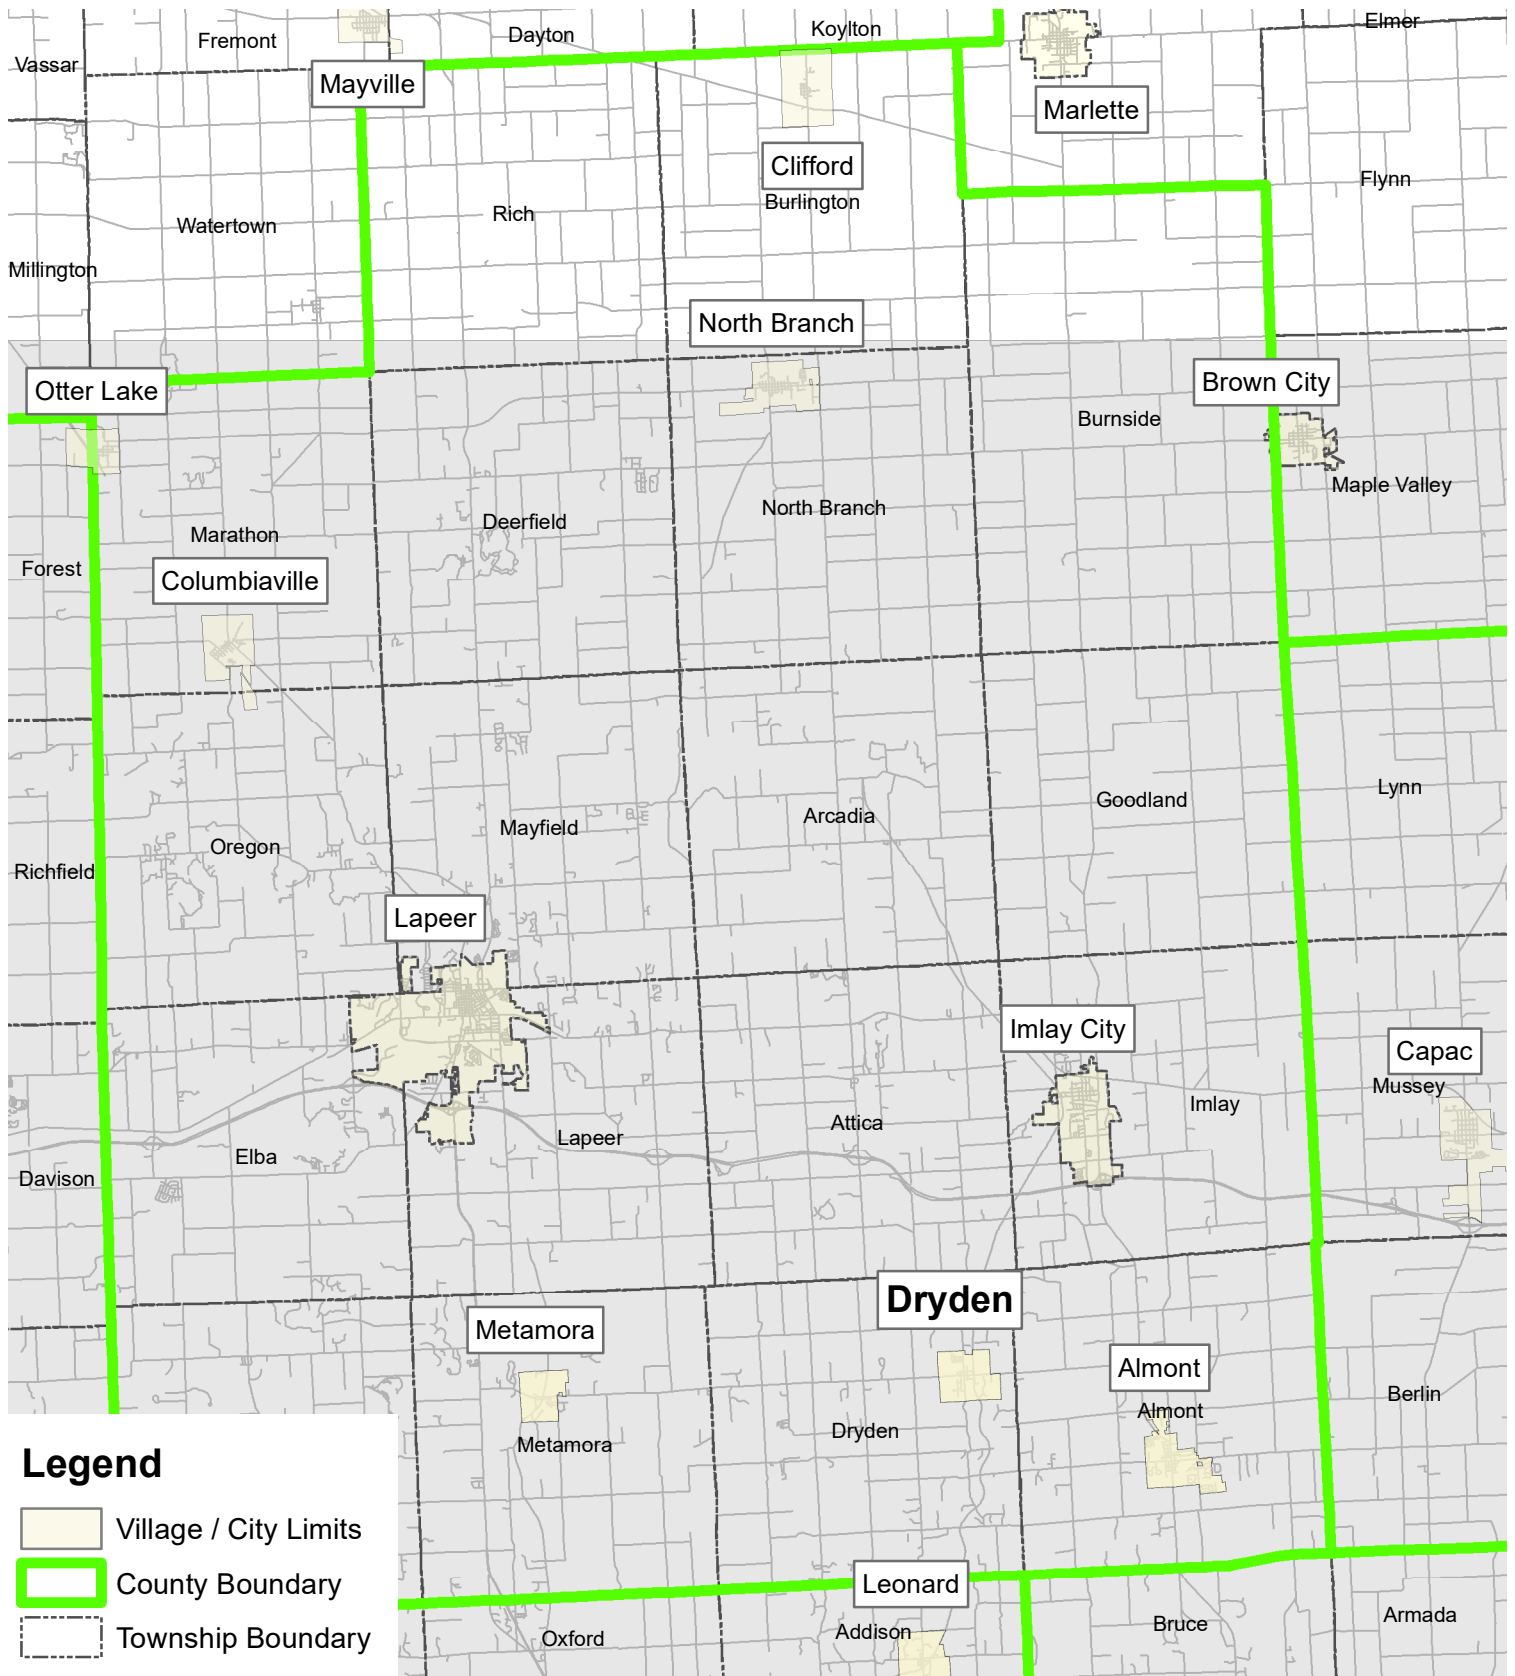 Elmer
Koylton
Dayton
Fremont
Vassar
Mayville
Marlette
Clifford
Flynn
Burlington
Rich
Watertown
Millington
North Branch
Brown City
Otter Lake
Burnside
Maple Valley
North Branch
Deerfield
Marathon
Forest
Columbiaville
Lynn
Goodland
Arcadia
Mayfield
Oregon
Richfield
Lapeer
Imlay City
Capac
Mussey
Imlay
Attica
Lapeer
Elba
Davison
Dryden
Metamora
Almont
Berlin
Almont
Dryden
Metamora
Legend
Village / City Limits
County Boundary
Township Boundary
Leonard
Armada
Bruce
Addison
Oxford